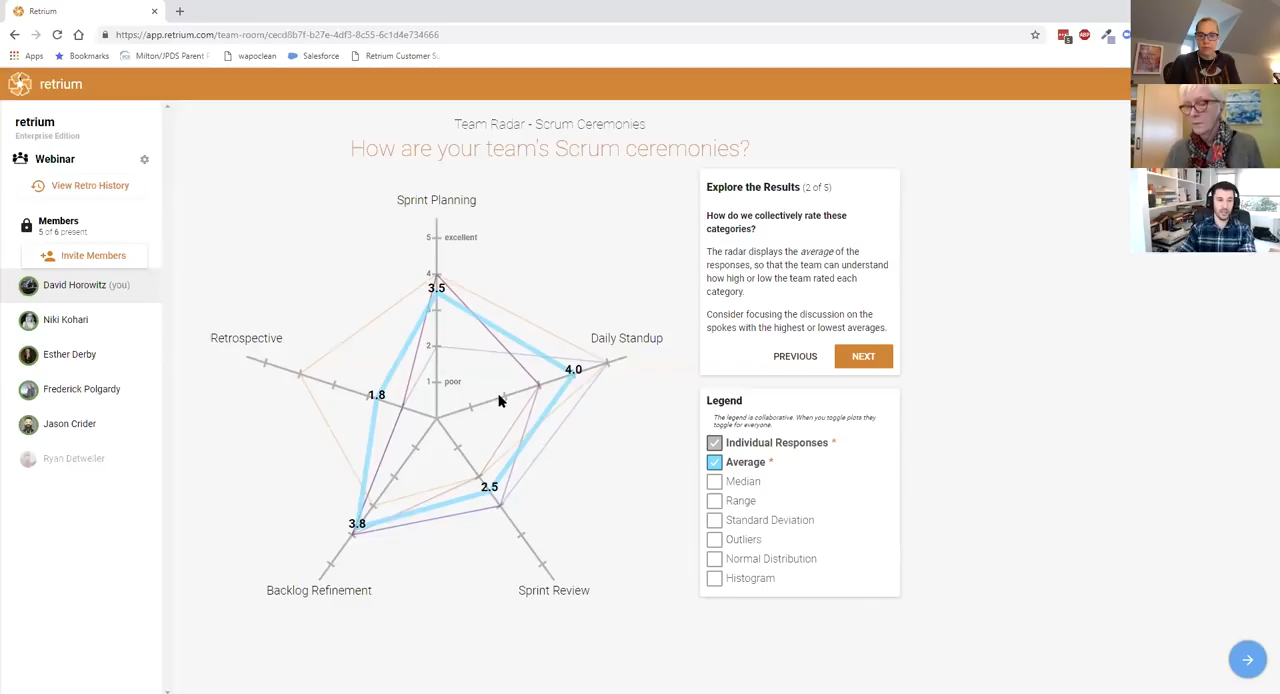 Retrium
https://app.retrium.com/team-room/cecd8b7f-b27e-4df3-8c55-6c1d4e734666
5
ABP
Apps Bookmarks Milton/JPDS Parent F wapoclean Salesforce Retrium Customer Su
retrium
retrium
Enterprise Edition
Webinar
View Retro History
Members
5 of 6 present
Invite Members
David Horowitz (you)
Niki Kohari
Esther Derby
Frederick Polgardy
Jason Crider
Ryan Detweiler
Team Radar - Scrum Ceremonies
How are your team's Scrum ceremonies?
Sprint Planning
5 excellent
4
3.5
3
2
1 poor
Retrospective
1.8
Daily Standup
4.0
2.5
3.8
Backlog Refinement
Sprint Review
Explore the Results (2 of 5)
How do we collectively rate these
categories?
The radar displays the average of the
responses, so that the team can understand
how high or low the team rated each
category.
Consider focusing the discussion on the
spokes with the highest or lowest averages.
PREVIOUS NEXT
Legend
The legend is collaborative. When you toggle plots they
toggle for everyone.
Individual Responses *
Average *
Median
Range
Standard Deviation
Outliers
Normal Distribution
Histogram